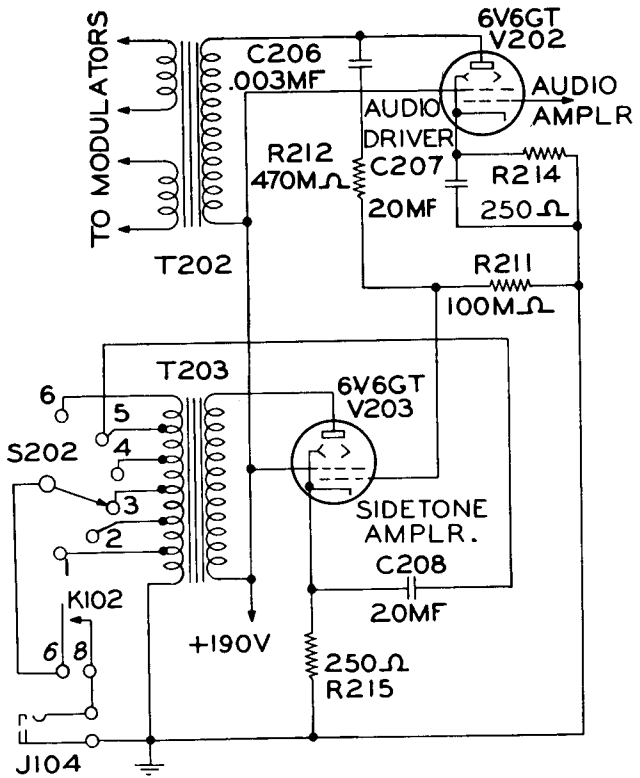 6V6GT
V202
C206
.003MF
TO MODULATORS
AUDIO
DRIVER
AUDIO
AMPLR
R212
470MΩ
C207
20MF
R214
250Ω
T202
R211
100MΩ
T203
6V6GT
V203
6
5
S202
4
3
2
1
SIDETONE
AMPLR.
C208
20MF
K102
6
8
+190V
250Ω
R215
J104